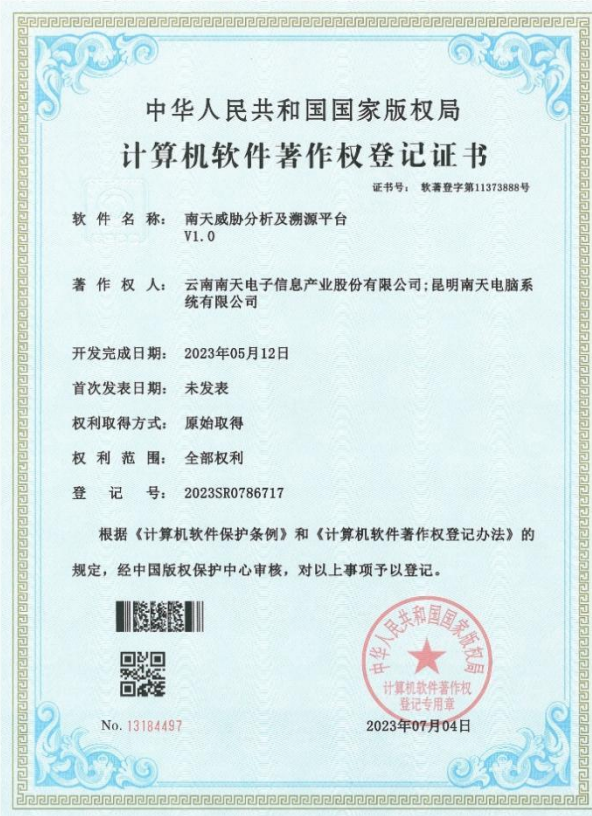 中华人民共和国国家版权局
计算机软件著作权登记证书
证书号： 软著登字第11373888号
软件名称： 南天威胁分析及溯源平台
V1.0
著作权人： 云南南天电子信息产业股份有限公司;昆明南天电脑系
统有限公司
开发完成日期： 2023年05月12日
首次发表日期： 未发表
权利取得方式： 原始取得
权利范围： 全部权利
登记号： 2023SR0786717
根据《计算机软件保护条例》和《计算机软件著作权登记办法》的
规定，经中国版权保护中心审核，对以上事项予以登记。
中华人民共和国国家版权局
计算机软件著作权
登记专用章
No. 13184497
2023年07月04日